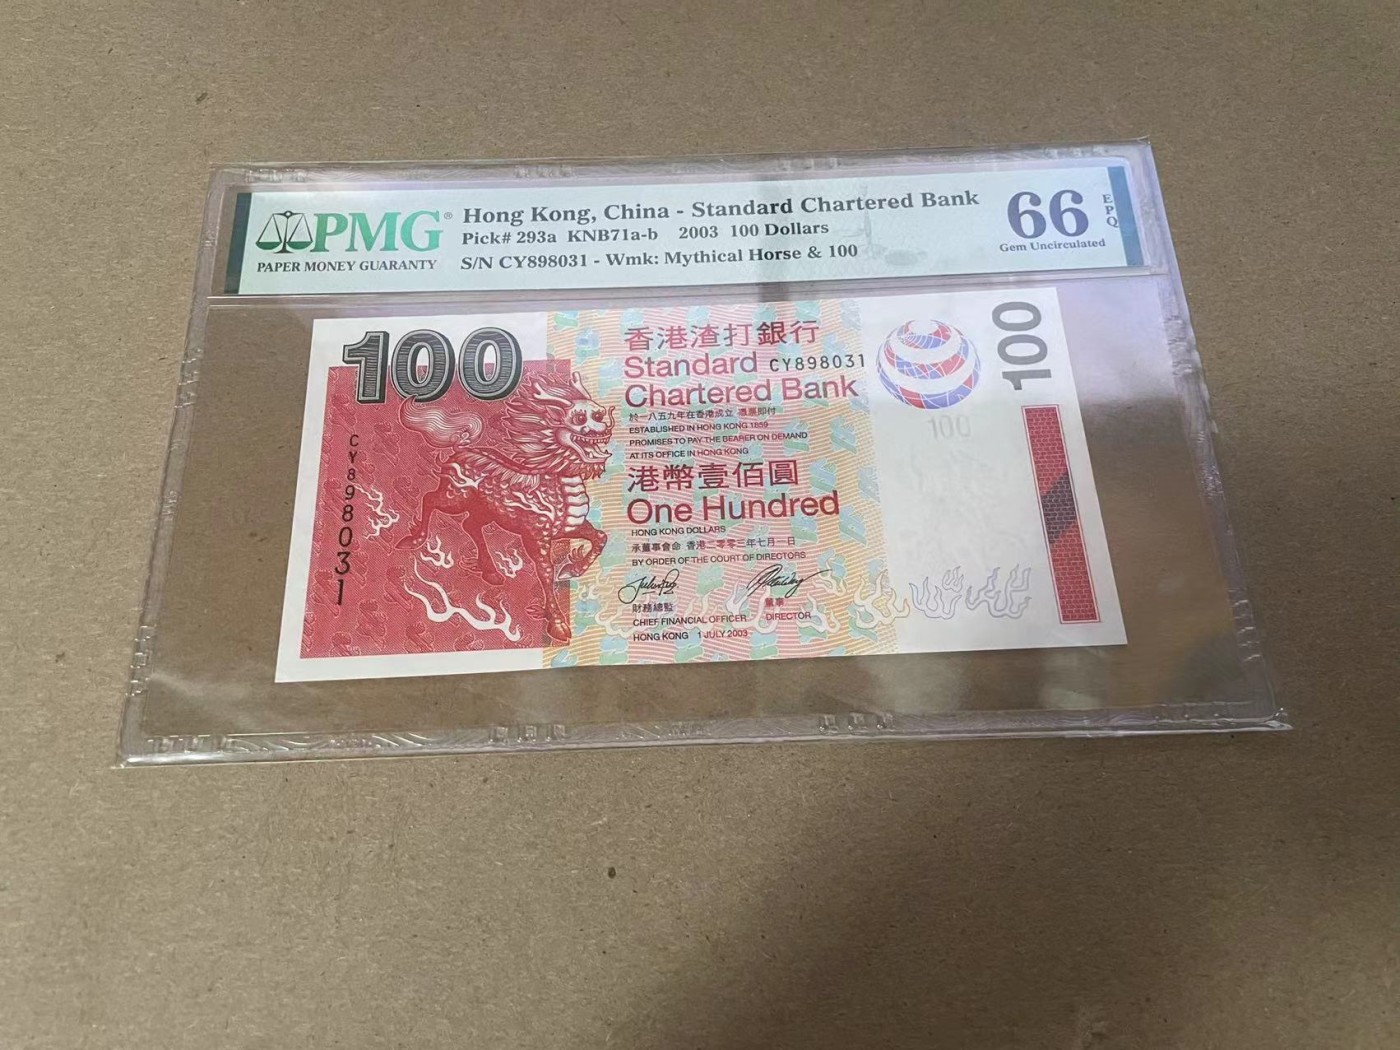 PMG®
PAPER MONEY GUARANTY
Hong Kong, China - Standard Chartered Bank
Pick# 293a KNB71a-b 2003 100 Dollars
S/N CY898031 - Wmk: Mythical Horse & 100
66 EPQ
Gem Uncirculated
100
CY898031
香港渣打銀行
Standard
CY898031
Chartered Bank
於一八五九年在香港成立 憑票即付
ESTABLISHED IN HONG KONG 1859
PROMISES TO PAY THE BEARER ON DEMAND
AT ITS OFFICE IN HONG KONG
港幣壹佰圓
One Hundred
HONG KONG DOLLARS
承董事會命 香港二零零三年七月一日
BY ORDER OF THE COURT OF DIRECTORS
財務總監
CHIEF FINANCIAL OFFICER
董事
DIRECTOR
HONG KONG 1 JULY 2003
100
100